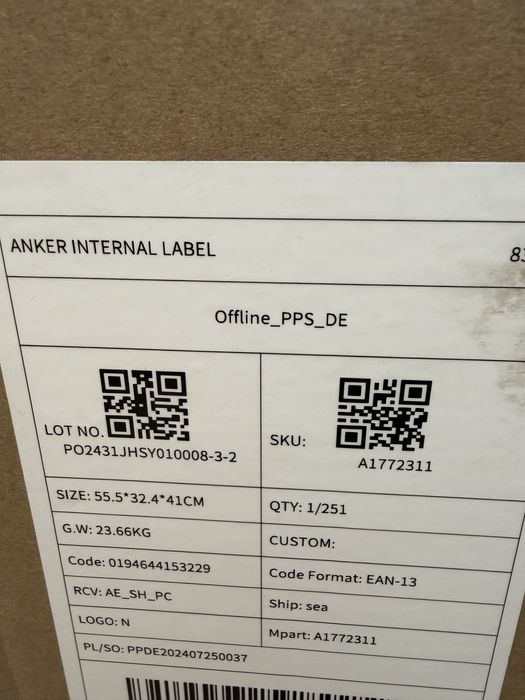 ANKER INTERNAL LABEL
Offline_PPS_DE
LOT NO.
PO2431JHSY010008-3-2
SKU:
A1772311
SIZE: 55.5*32.4*41CM
QTY: 1/251
G.W: 23.66KG
CUSTOM:
Code: 0194644153229
Code Format: EAN-13
RCV: AE_SH_PC
Ship: sea
LOGO: N
Mpart: A1772311
PL/SO: PPDE202407250037